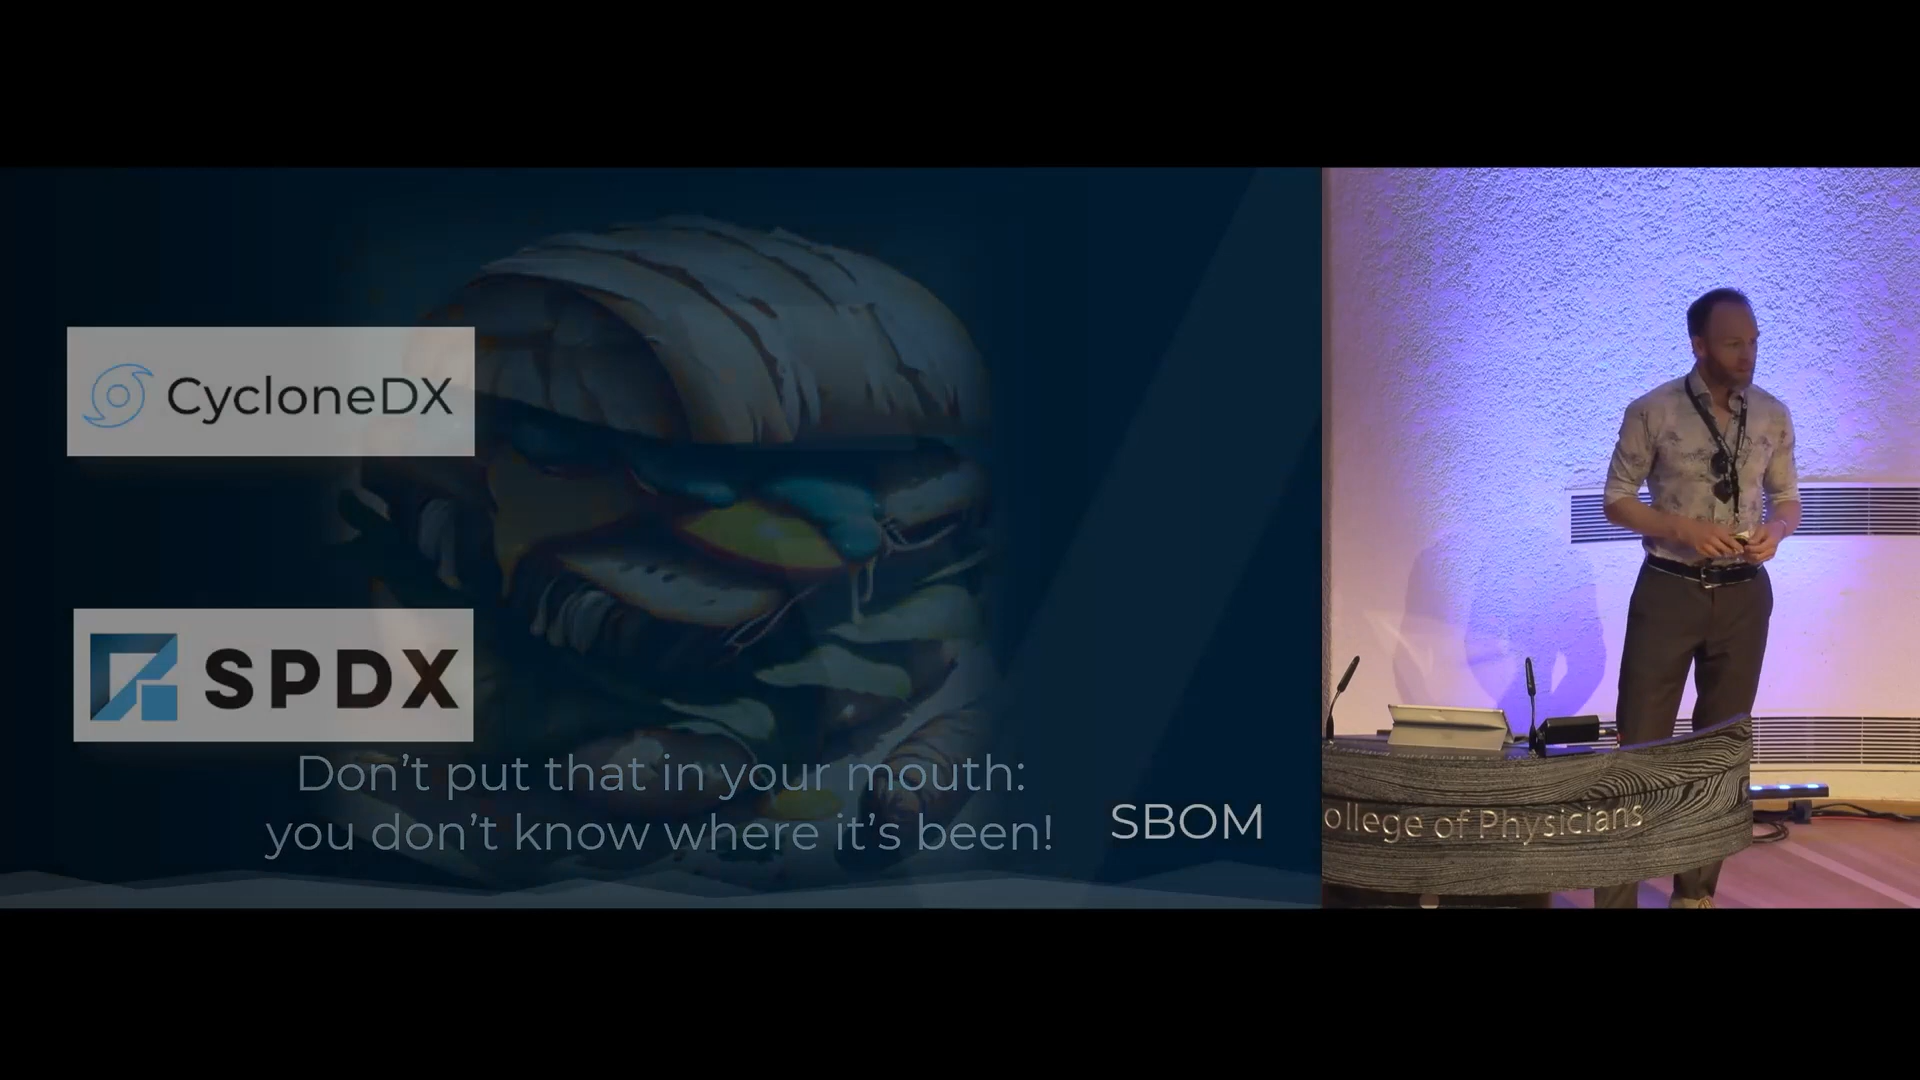 CycloneDX
SPDX
Don't put that in your mouth:
you don't know where it's been!
SBOM
ollege of Physicians